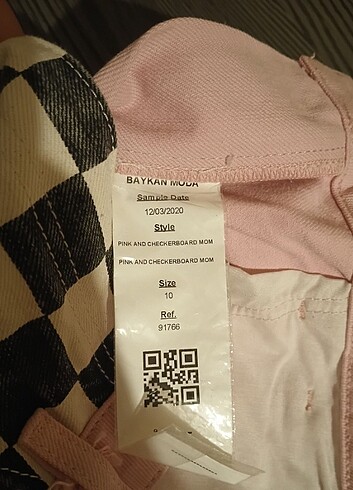 BAYKAN MODA
Sample Date
12/03/2020
Style
PINK AND CHECKERBOARD MOM
PINK AND CHECKERBOARD MOM
Size
10
Ref.
91766